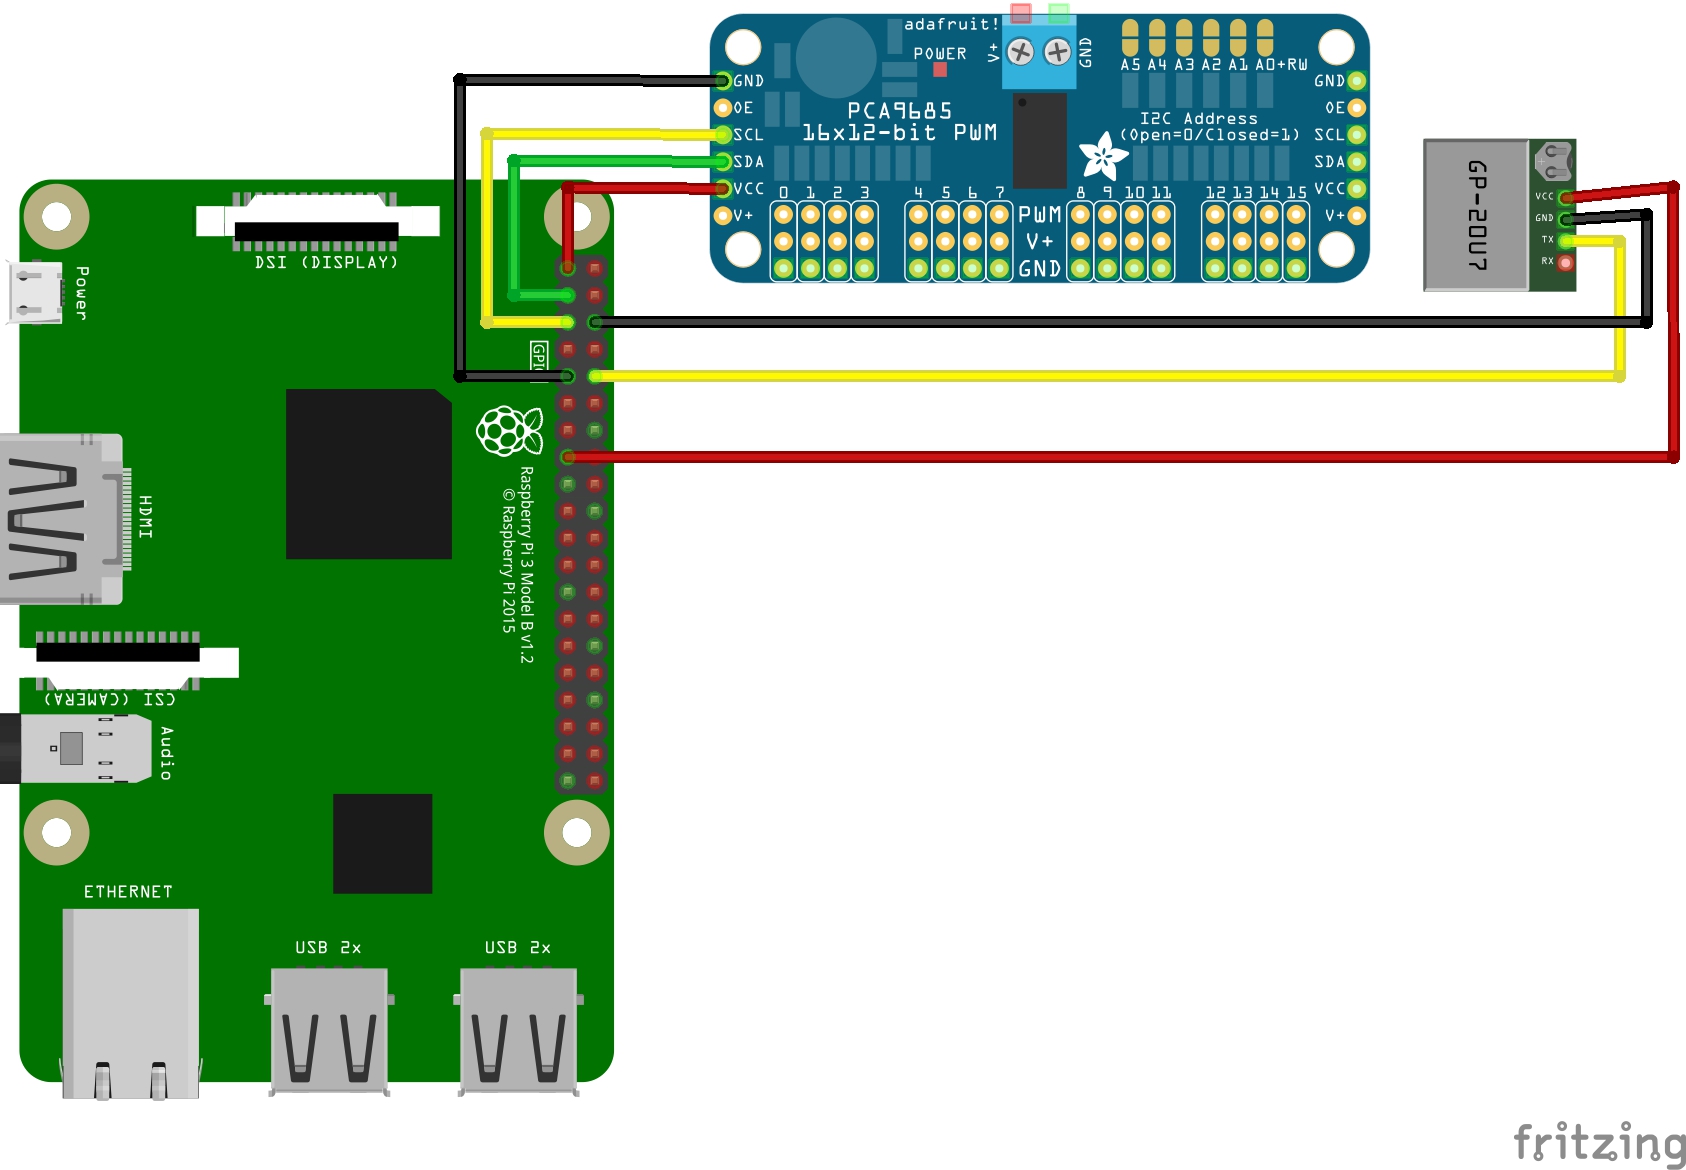 adafruit!
POWER
V+
GND
A5 A4 A3 A2 A1 A0+RW
GND
OE
SCL
SDA
VCC
V+
PCA9685
16x12-bit PWM
I2C Address
(Open=0/Closed=1)
GND
OE
SCL
SDA
VCC
V+
0 1 2 3 4 5 6 7 8 9 10 11 12 13 14 15
PWM
V+
GND
GP-20U7
VCC
GND
TX
RX
DSI (DISPLAY)
Power
HDMI
Raspberry Pi 3 Model B v1.2
© Raspberry Pi 2015
CSI (CAMERA)
Audio
ETHERNET
USB 2x
USB 2x
fritzing